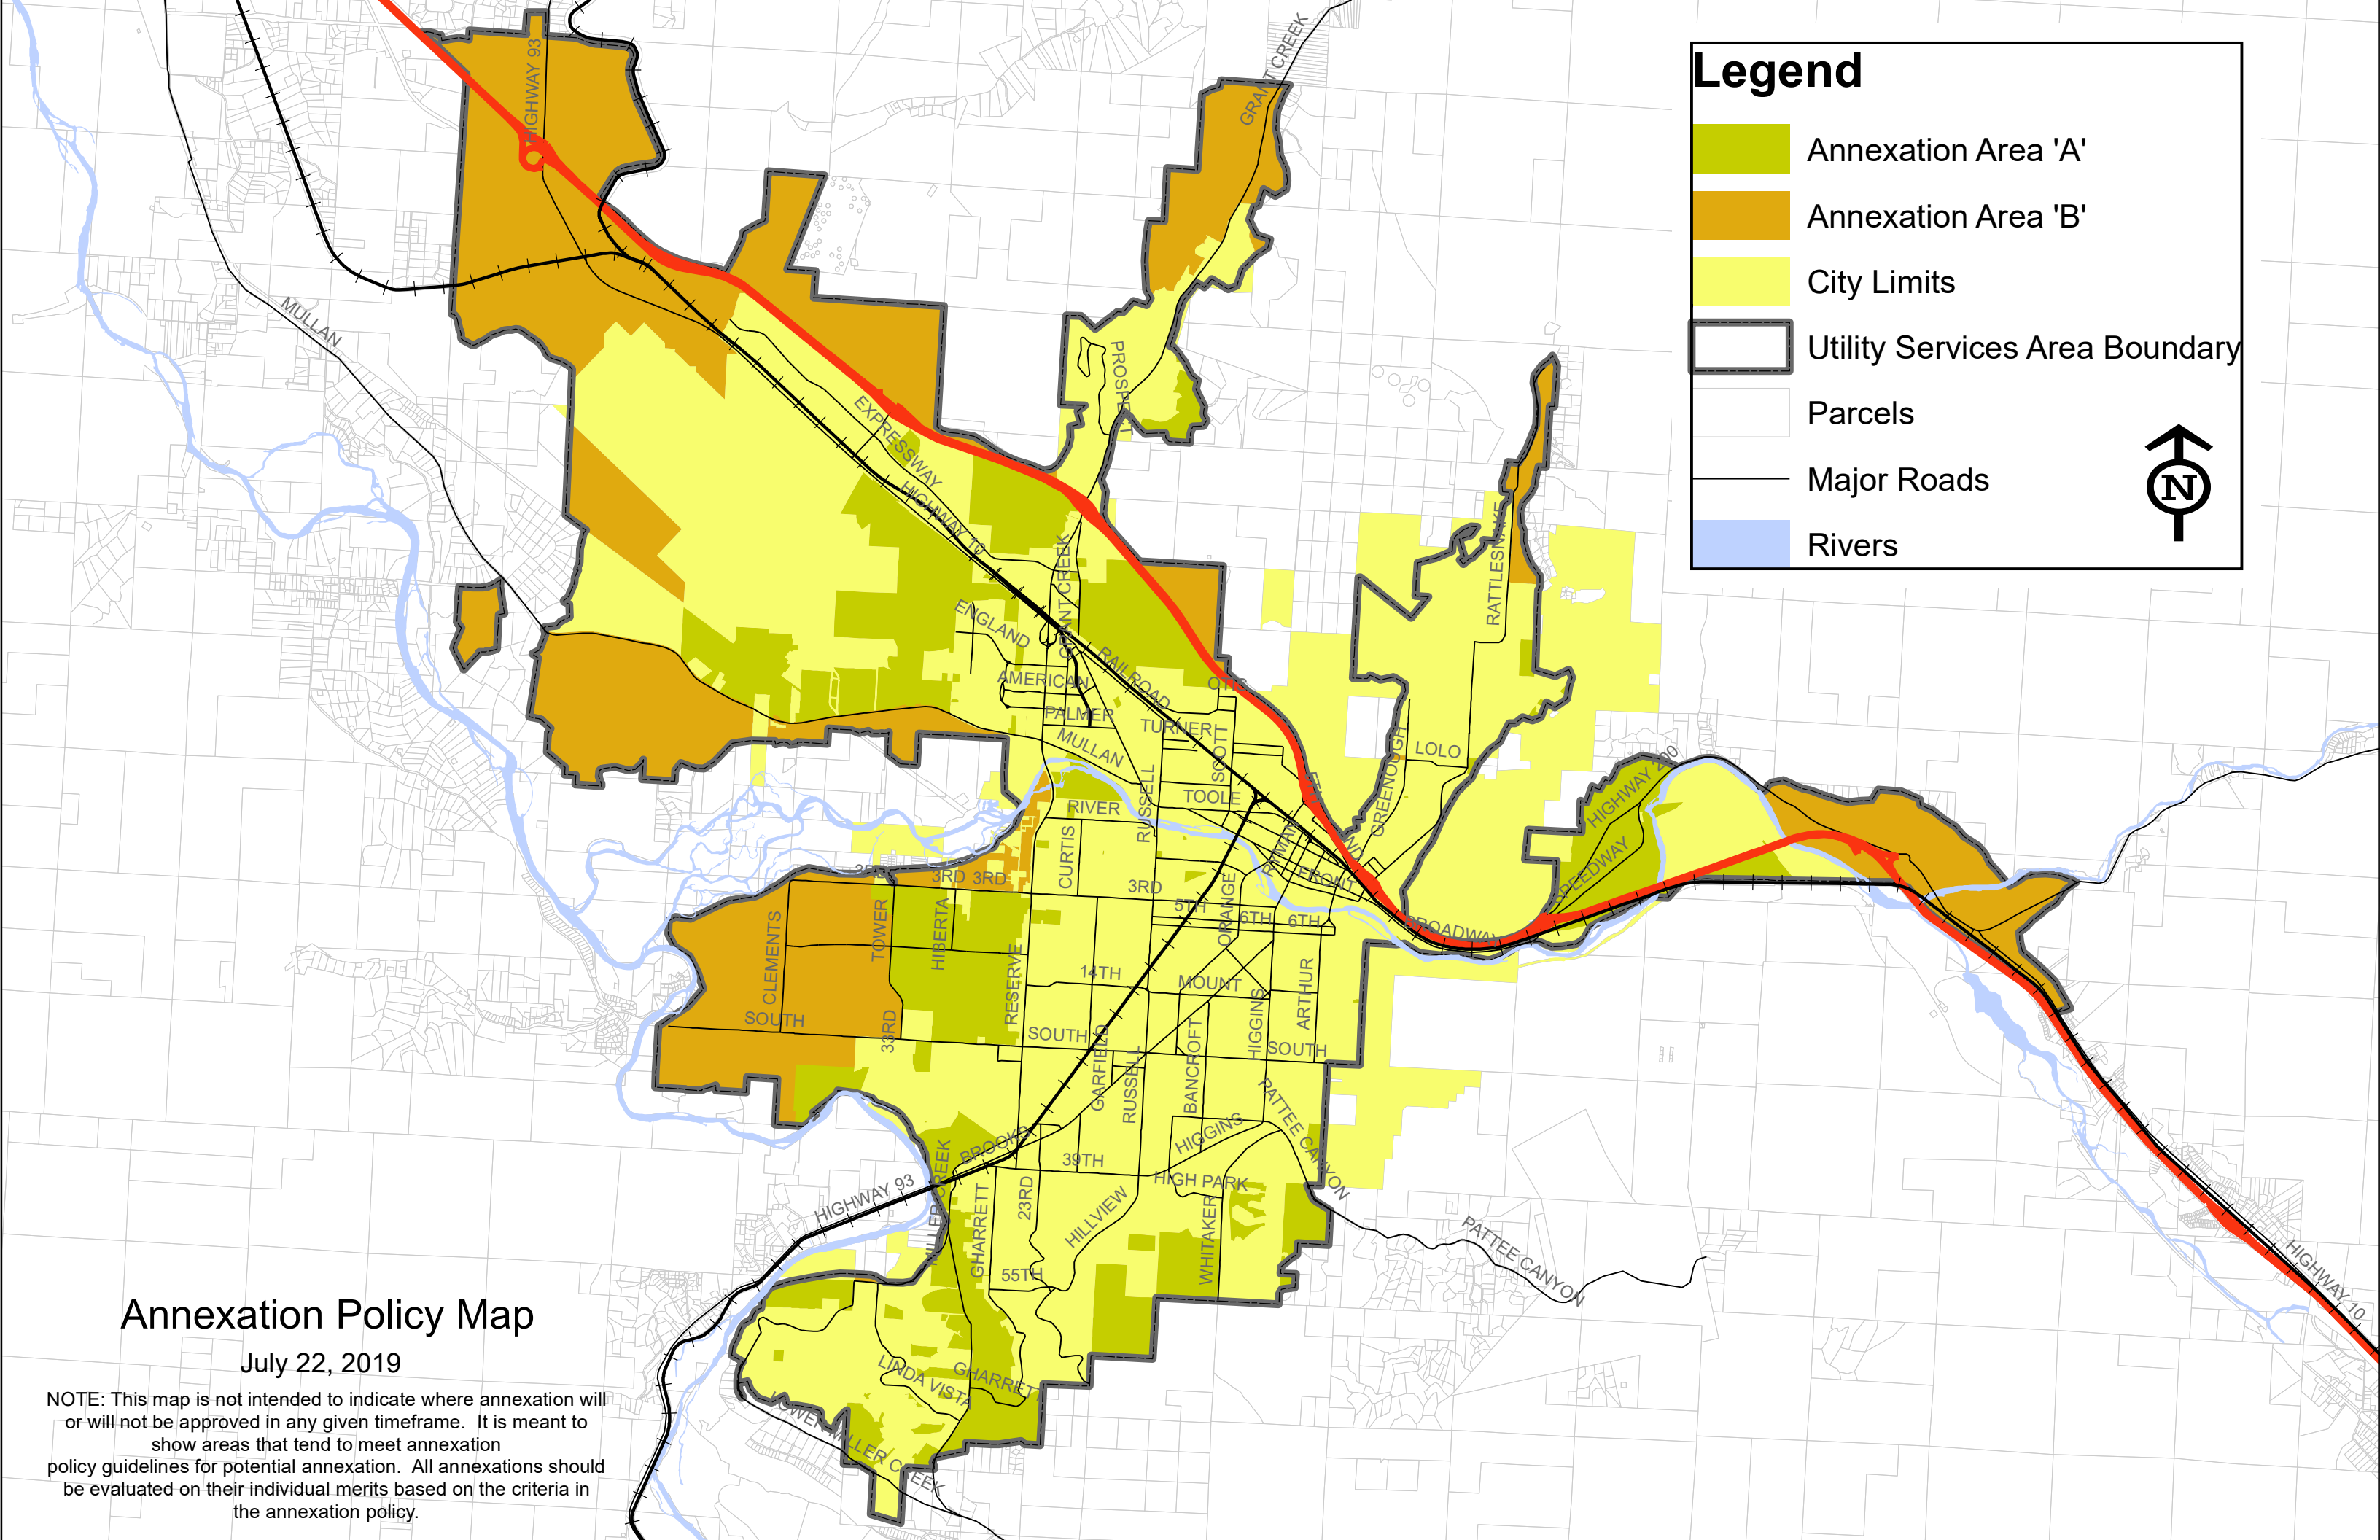 HIGHWAY 93
GRANT CREEK
Legend
Annexation Area 'A'
Annexation Area 'B'
City Limits
Utility Services Area Boundary
Parcels
Major Roads
Rivers
N
MULLAN
PROSPECT
EXPRESSWAY
HIGHWAY 10
RATTLESNAKE
GRANT CREEK
ENGLAND
RAILROAD
AMERICAN
PALMER
TURNER
SCOTT
MULLAN
LOLO
GREENOUGH
HIGHWAY 200
RUSSELL
TOOLE
RIVER
CURTIS
SPEEDWAY
FRONT
3RD
3RD
3RD
3RD
5TH
6TH
6TH
ORANGE
BROADWAY
CLEMENTS
TOWER
HIBERTA
RESERVE
14TH
MOUNT
ARTHUR
HIGGINS
SOUTH
33RD
SOUTH
SOUTH
GARFIELD
RUSSELL
BANCROFT
PATTEE CANYON
BROOKS
39TH
HIGGINS
HIGH PARK
HIGHWAY 93
MILLER CREEK
GHARRETT
23RD
HILLVIEW
WHITAKER
PATTEE CANYON
HIGHWAY 10
55TH
LINDA VISTA
GHARRETT
LOWER MILLER CREEK
Annexation Policy Map
July 22, 2019
NOTE: This map is not intended to indicate where annexation will
or will not be approved in any given timeframe.  It is meant to
show areas that tend to meet annexation
policy guidelines for potential annexation.  All annexations should
be evaluated on their individual merits based on the criteria in
the annexation policy.